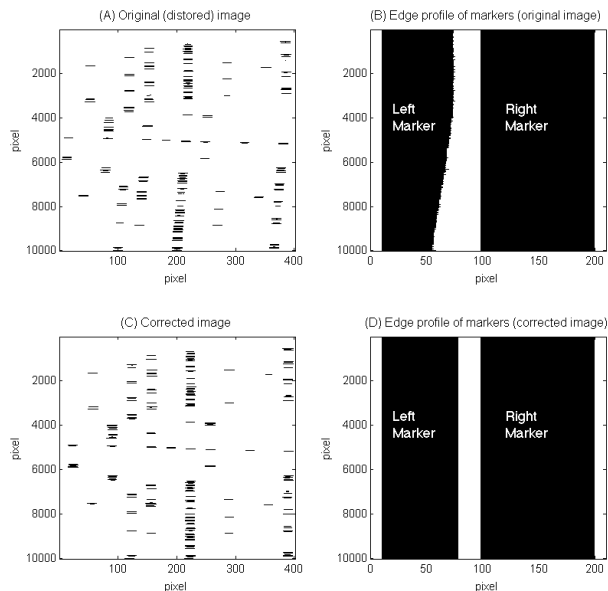 (A) Original (distored) image
2000
4000
6000
8000
10000
pixel
100
200
300
400
pixel
(B) Edge profile of markers (original image)
Left
Marker
Right
Marker
2000
4000
6000
8000
10000
pixel
0
50
100
150
200
pixel
(C) Corrected image
2000
4000
6000
8000
10000
pixel
100
200
300
400
pixel
(D) Edge profile of markers (corrected image)
Left
Marker
Right
Marker
2000
4000
6000
8000
10000
pixel
0
50
100
150
200
pixel